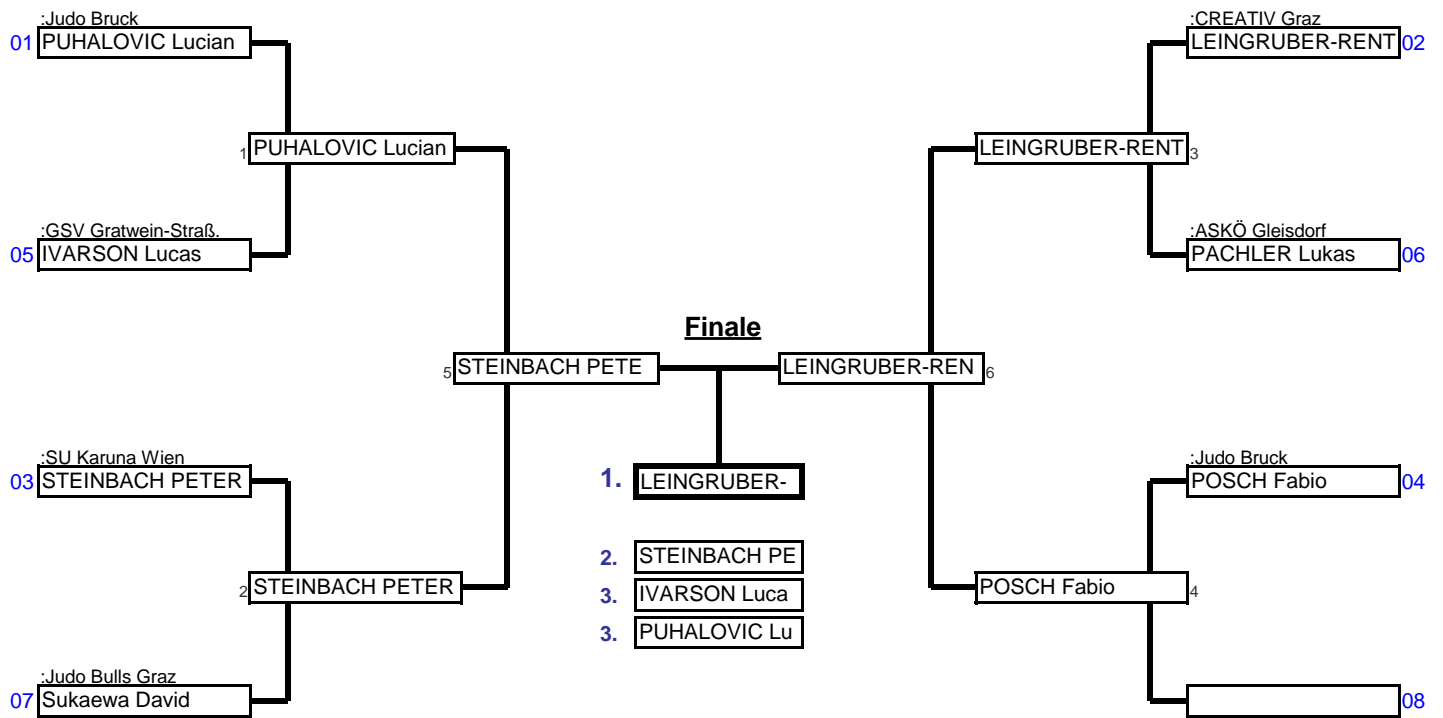 :Judo Bruck
01 PUHALOVIC Lucian
1 PUHALOVIC Lucian
:GSV Gratwein-Straß.
05 IVARSON Lucas
5 STEINBACH PETE
:SU Karuna Wien
03 STEINBACH PETER
2 STEINBACH PETER
:Judo Bulls Graz
07 Sukaewa David
Finale
1. LEINGRUBER-
2. STEINBACH PE
3. IVARSON Luca
3. PUHALOVIC Lu
:CREATIV Graz
LEINGRUBER-RENT 02
LEINGRUBER-RENT 3
:ASKÖ Gleisdorf
PACHLER Lukas 06
LEINGRUBER-REN 6
:Judo Bruck
POSCH Fabio 04
POSCH Fabio 4
08